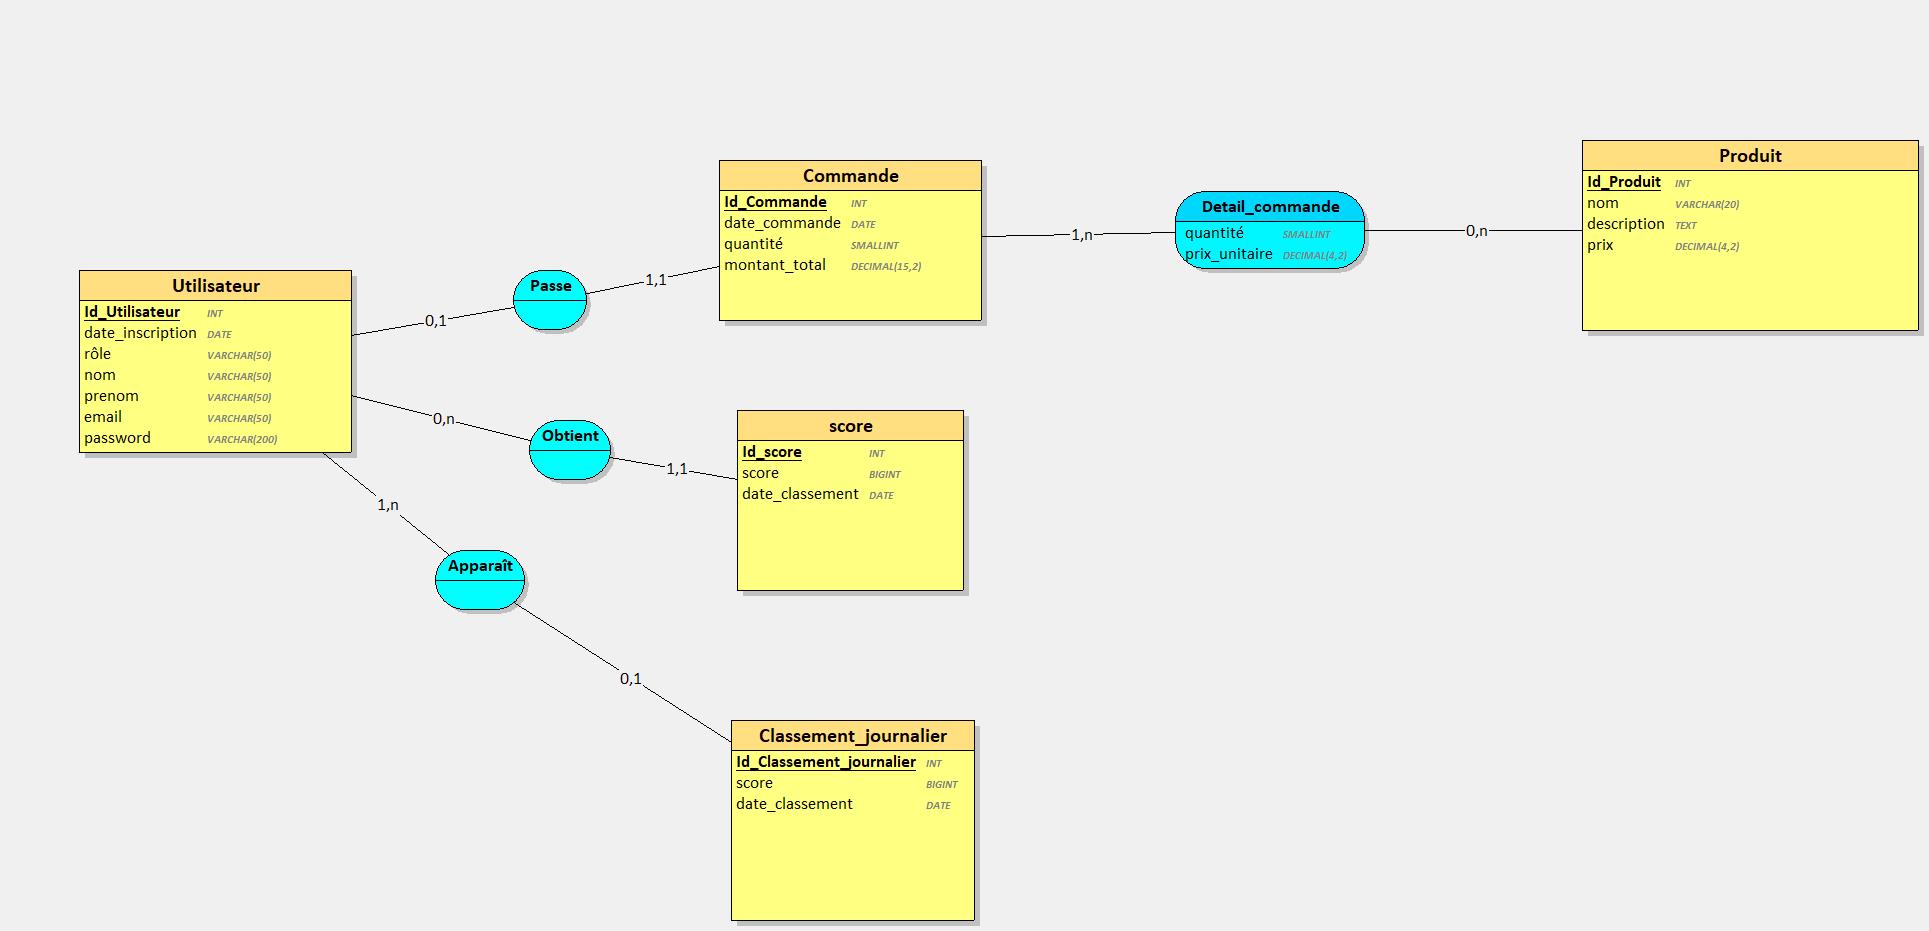 Utilisateur
Id_Utilisateur INT
date_inscription DATE
rôle VARCHAR(50)
nom VARCHAR(50)
prenom VARCHAR(50)
email VARCHAR(50)
password VARCHAR(200)
0,1
Passe
1,1
Commande
Id_Commande INT
date_commande DATE
quantité SMALLINT
montant_total DECIMAL(15,2)
1,n
Detail_commande
quantité SMALLINT
prix_unitaire DECIMAL(4,2)
0,n
Produit
Id_Produit INT
nom VARCHAR(20)
description TEXT
prix DECIMAL(4,2)
0,n
Obtient
1,1
score
Id_score INT
score BIGINT
date_classement DATE
1,n
Apparaît
0,1
Classement_journalier
Id_Classement_journalier INT
score BIGINT
date_classement DATE